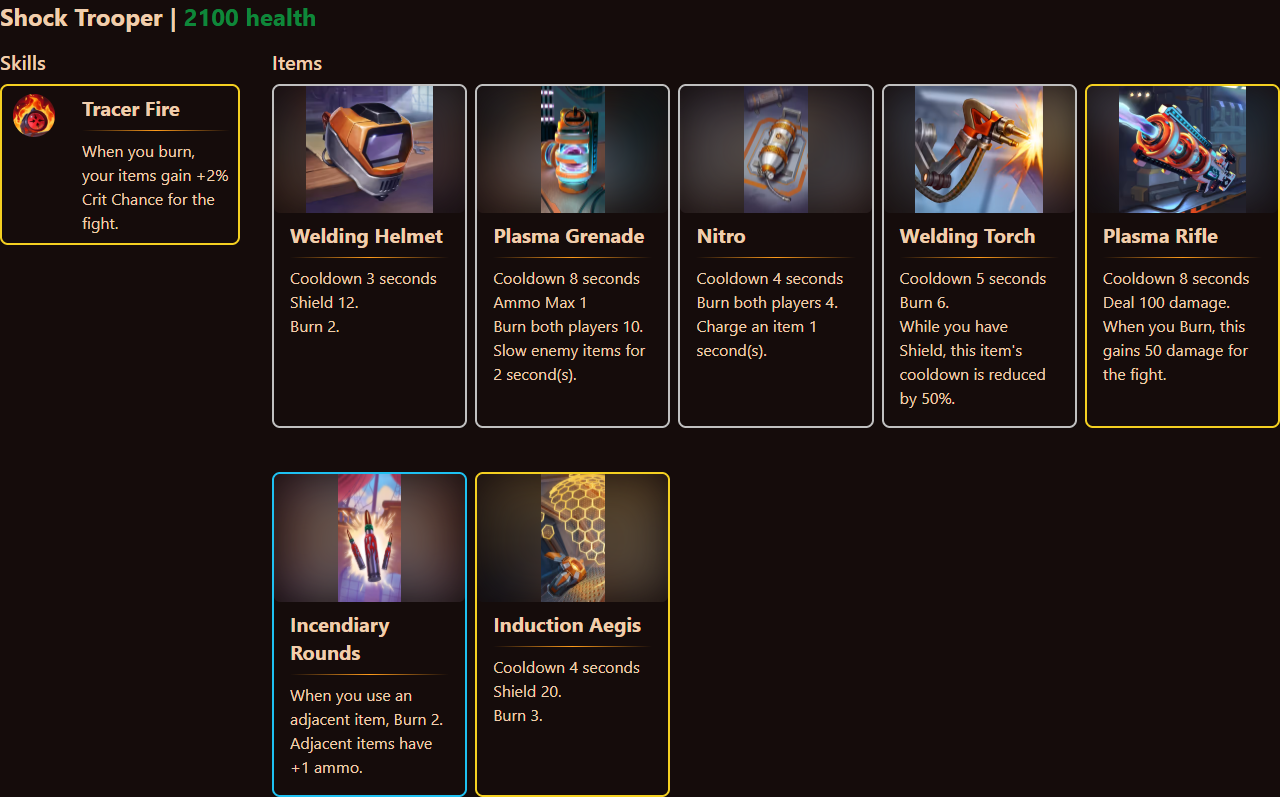 Shock Trooper | 2100 health
Skills
Items
Tracer Fire
When you burn,
your items gain +2%
Crit Chance for the
fight.
Welding Helmet
Cooldown 3 seconds
Shield 12.
Burn 2.
Plasma Grenade
Cooldown 8 seconds
Ammo Max 1
Burn both players 10.
Slow enemy items for
2 second(s).
Nitro
Cooldown 4 seconds
Burn both players 4.
Charge an item 1
second(s).
Welding Torch
Cooldown 5 seconds
Burn 6.
While you have
Shield, this item's
cooldown is reduced
by 50%.
Plasma Rifle
Cooldown 8 seconds
Deal 100 damage.
When you Burn, this
gains 50 damage for
the fight.
Incendiary
Rounds
When you use an
adjacent item, Burn 2.
Adjacent items have
+1 ammo.
Induction Aegis
Cooldown 4 seconds
Shield 20.
Burn 3.